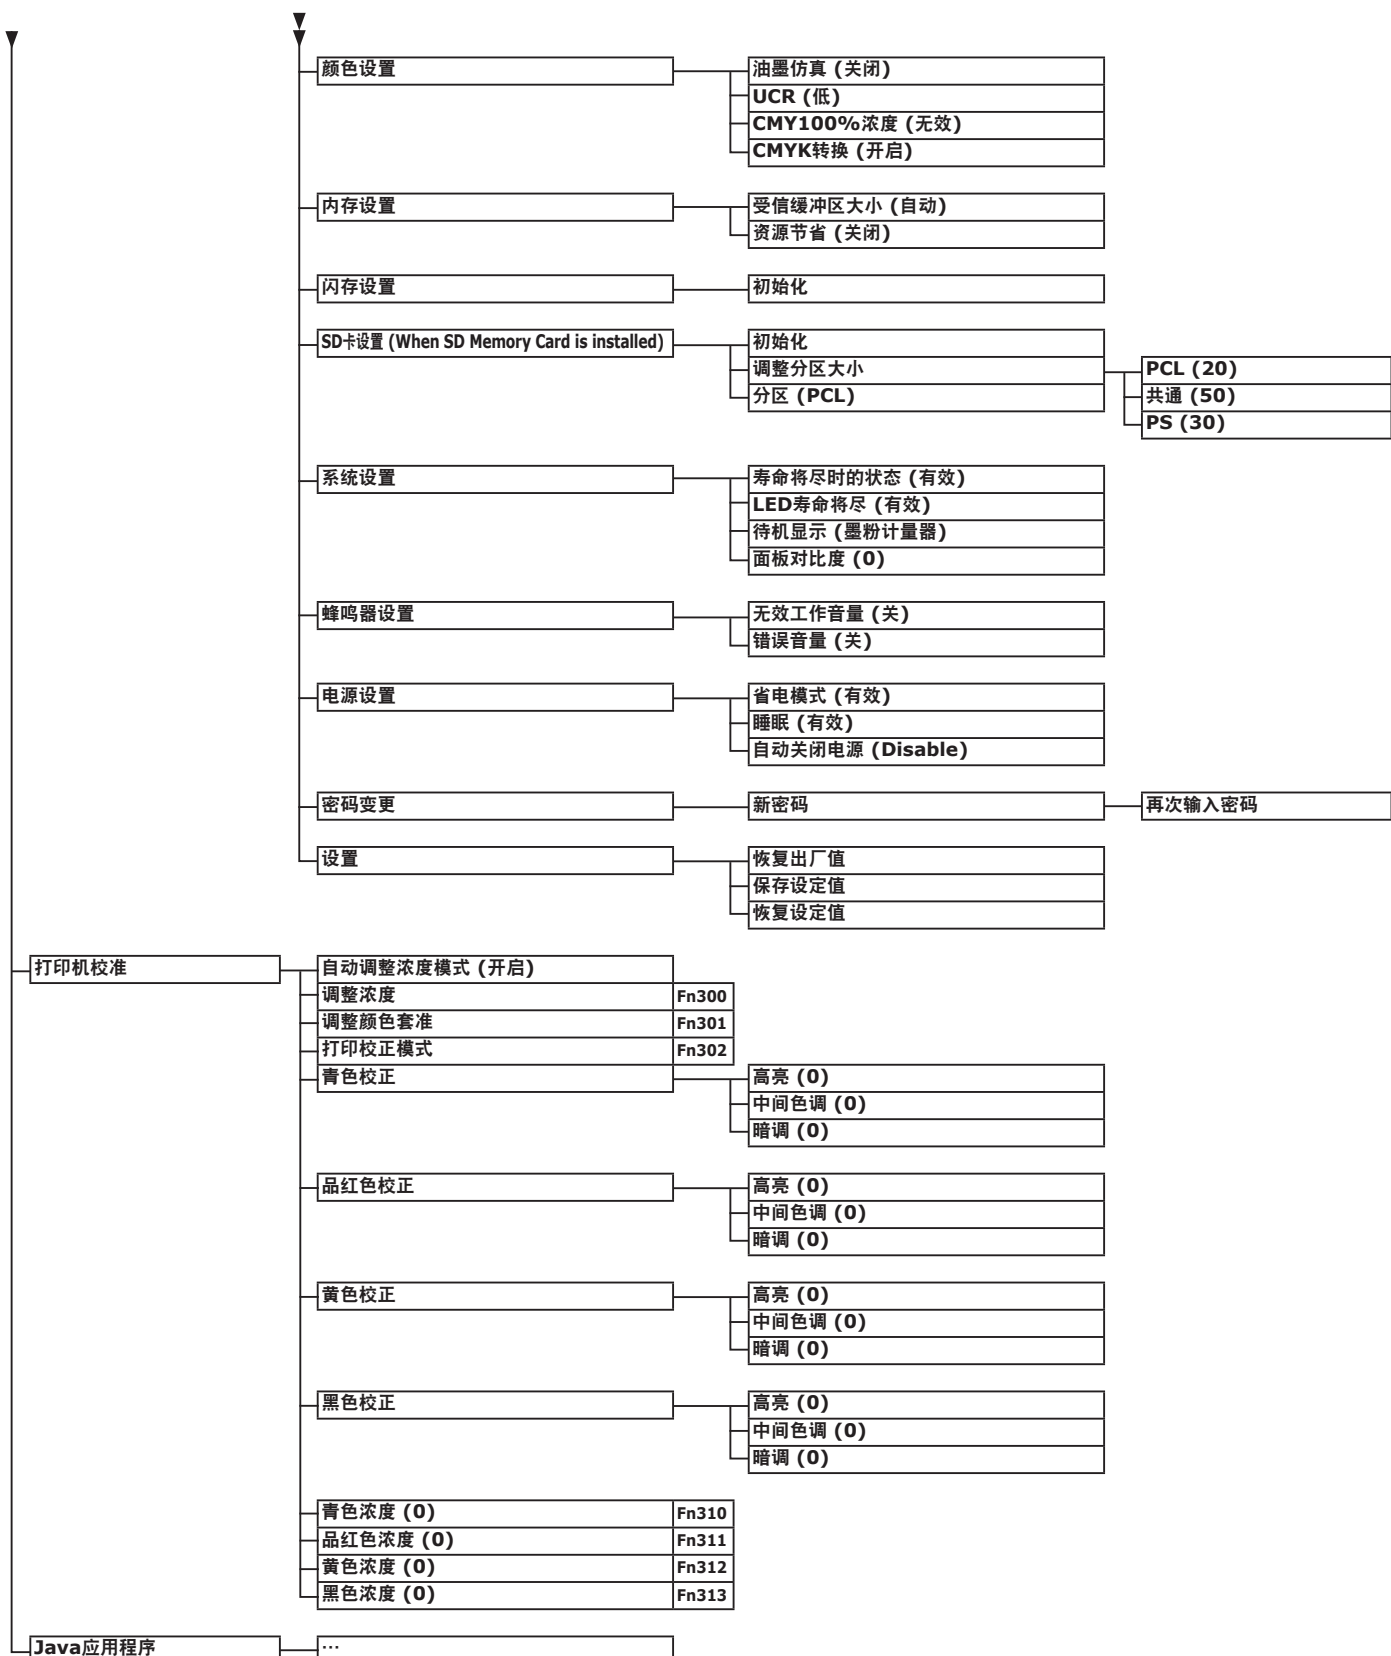 颜色设置
油墨仿真 (关闭)
UCR (低)
CMY100%浓度 (无效)
CMYK转换 (开启)
内存设置
受信缓冲区大小 (自动)
资源节省 (关闭)
闪存设置
初始化
SD卡设置 (When SD Memory Card is installed)
初始化
调整分区大小
PCL (20)
共通 (50)
PS (30)
分区 (PCL)
系统设置
寿命将尽时的状态 (有效)
LED寿命将尽 (有效)
待机显示 (墨粉计量器)
面板对比度 (0)
蜂鸣器设置
无效工作音量 (关)
错误音量 (关)
电源设置
省电模式 (有效)
睡眠 (有效)
自动关闭电源 (Disable)
密码变更
新密码
再次输入密码
设置
恢复出厂值
保存设定值
恢复设定值
打印机校准
自动调整浓度模式 (开启)
调整浓度 Fn300
调整颜色套准 Fn301
打印校正模式 Fn302
青色校正
高亮 (0)
中间色调 (0)
暗调 (0)
品红色校正
高亮 (0)
中间色调 (0)
暗调 (0)
黄色校正
高亮 (0)
中间色调 (0)
暗调 (0)
黑色校正
高亮 (0)
中间色调 (0)
暗调 (0)
青色浓度 (0) Fn310
品红色浓度 (0) Fn311
黄色浓度 (0) Fn312
黑色浓度 (0) Fn313
Java应用程序
…